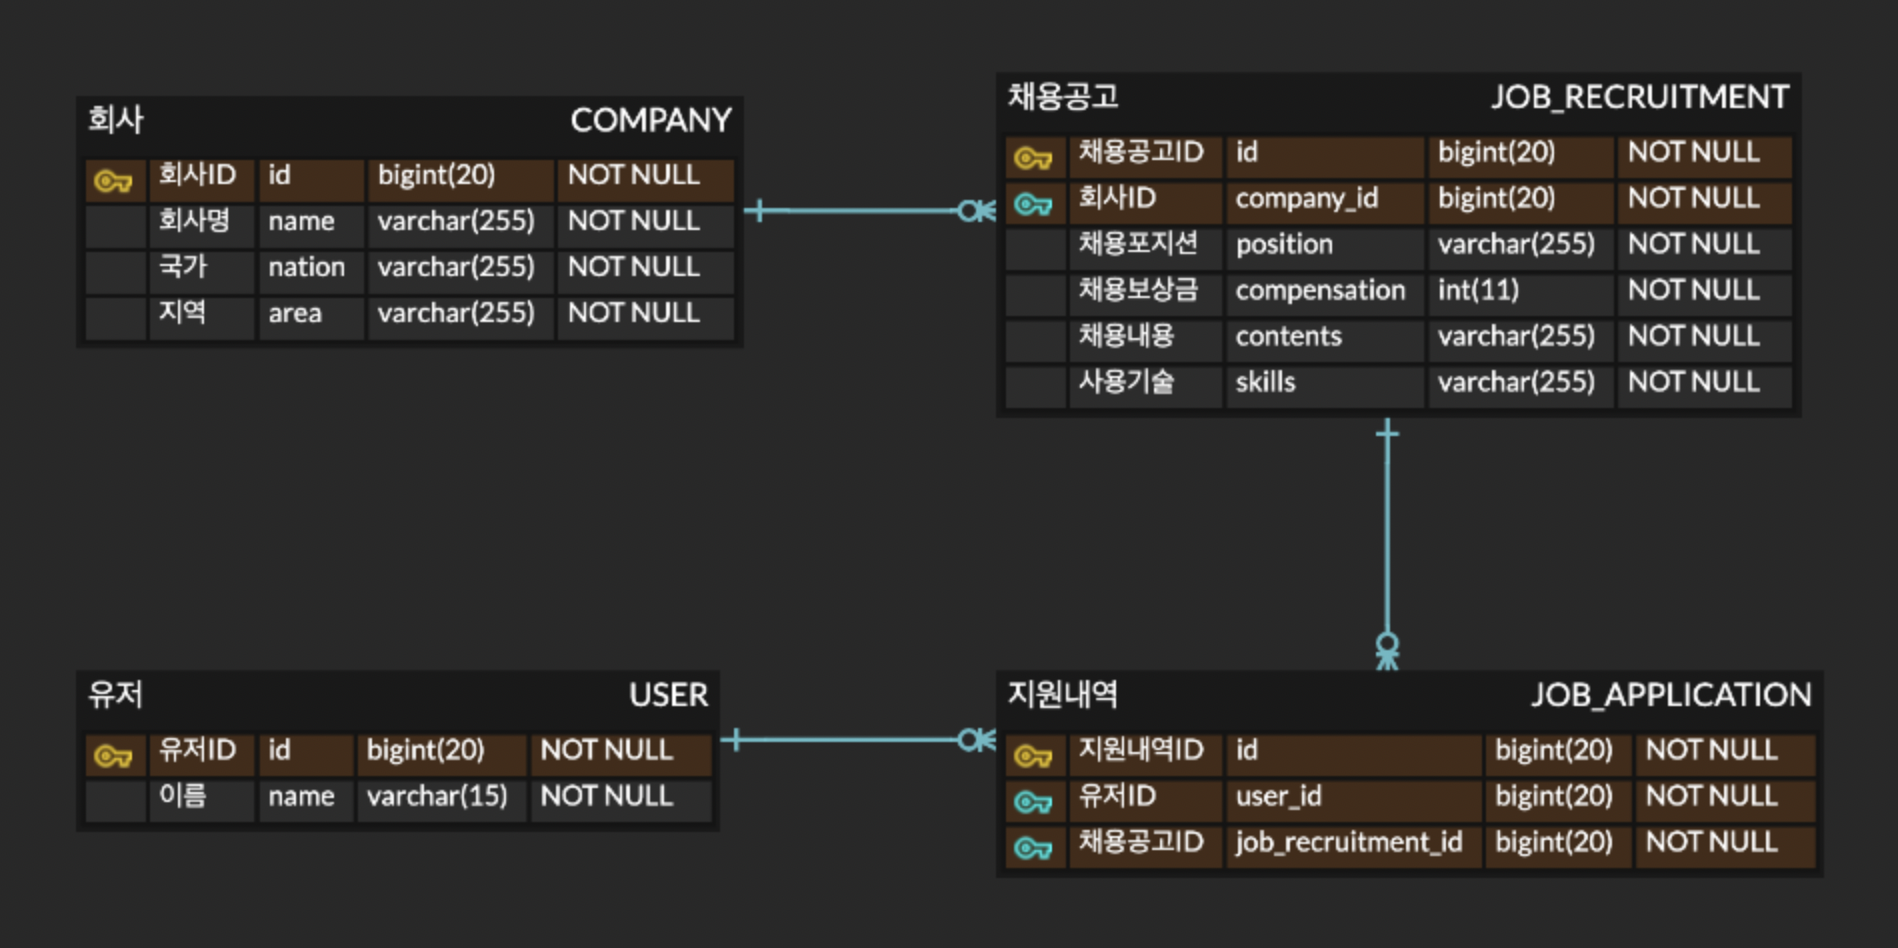 회사 COMPANY
회사ID id bigint(20) NOT NULL
회사명 name varchar(255) NOT NULL
국가 nation varchar(255) NOT NULL
지역 area varchar(255) NOT NULL
채용공고 JOB_RECRUITMENT
채용공고ID id bigint(20) NOT NULL
회사ID company_id bigint(20) NOT NULL
채용포지션 position varchar(255) NOT NULL
채용보상금 compensation int(11) NOT NULL
채용내용 contents varchar(255) NOT NULL
사용기술 skills varchar(255) NOT NULL
유저 USER
유저ID id bigint(20) NOT NULL
이름 name varchar(15) NOT NULL
지원내역 JOB_APPLICATION
지원내역ID id bigint(20) NOT NULL
유저ID user_id bigint(20) NOT NULL
채용공고ID job_recruitment_id bigint(20) NOT NULL